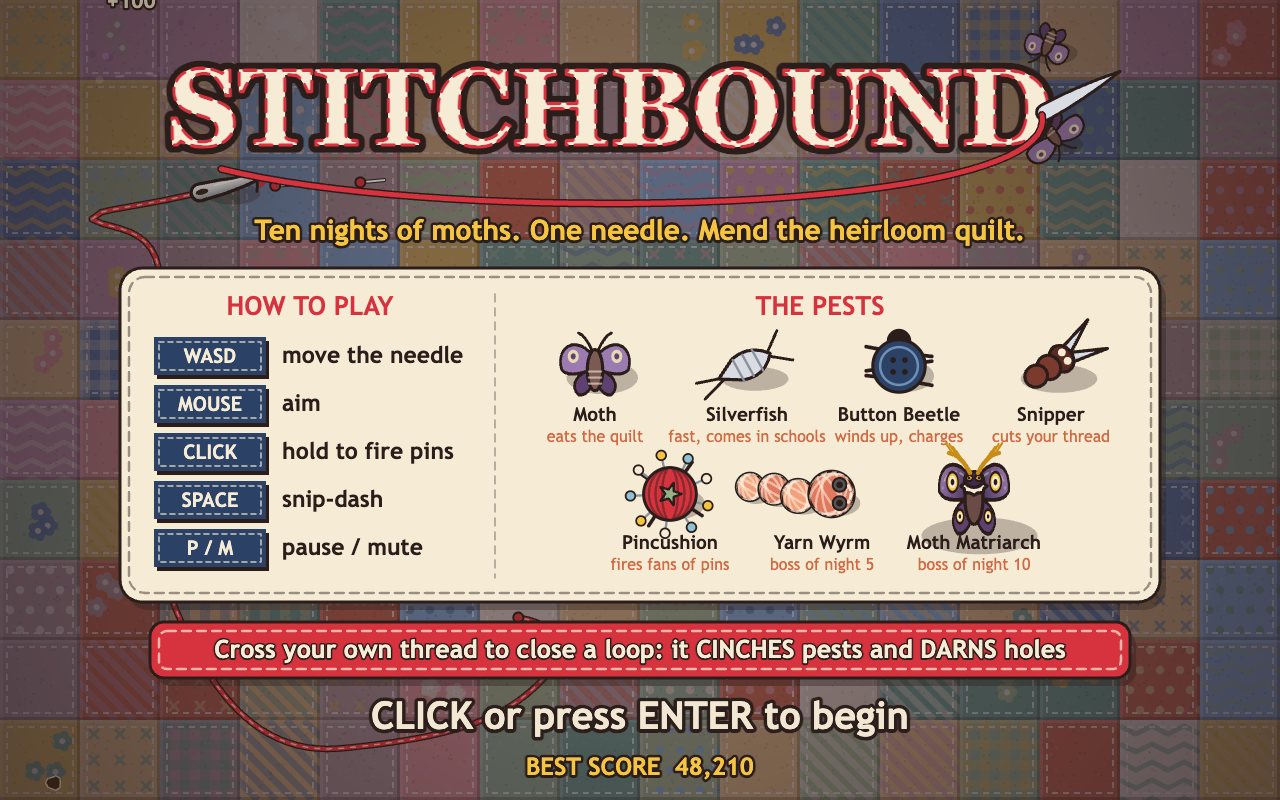 +100
STITCHBOUND
Ten nights of moths. One needle. Mend the heirloom quilt.
HOW TO PLAY
WASD move the needle
MOUSE aim
CLICK hold to fire pins
SPACE snip-dash
P / M pause / mute
THE PESTS
Moth
eats the quilt
Silverfish
fast, comes in schools
Button Beetle
winds up, charges
Snipper
cuts your thread
Pincushion
fires fans of pins
Yarn Wyrm
boss of night 5
Moth Matriarch
boss of night 10
Cross your own thread to close a loop: it CINCHES pests and DARNS holes
CLICK or press ENTER to begin
BEST SCORE 48,210